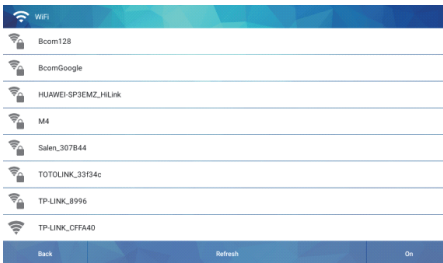 WiFi
Bcom128
BcomGoogle
HUAWEI-SP3EMZ_HiLink
M4
Salen_307B44
TOTOLINK_33f34c
TP-LINK_8996
TP-LINK_CFFA40
Back Refresh On